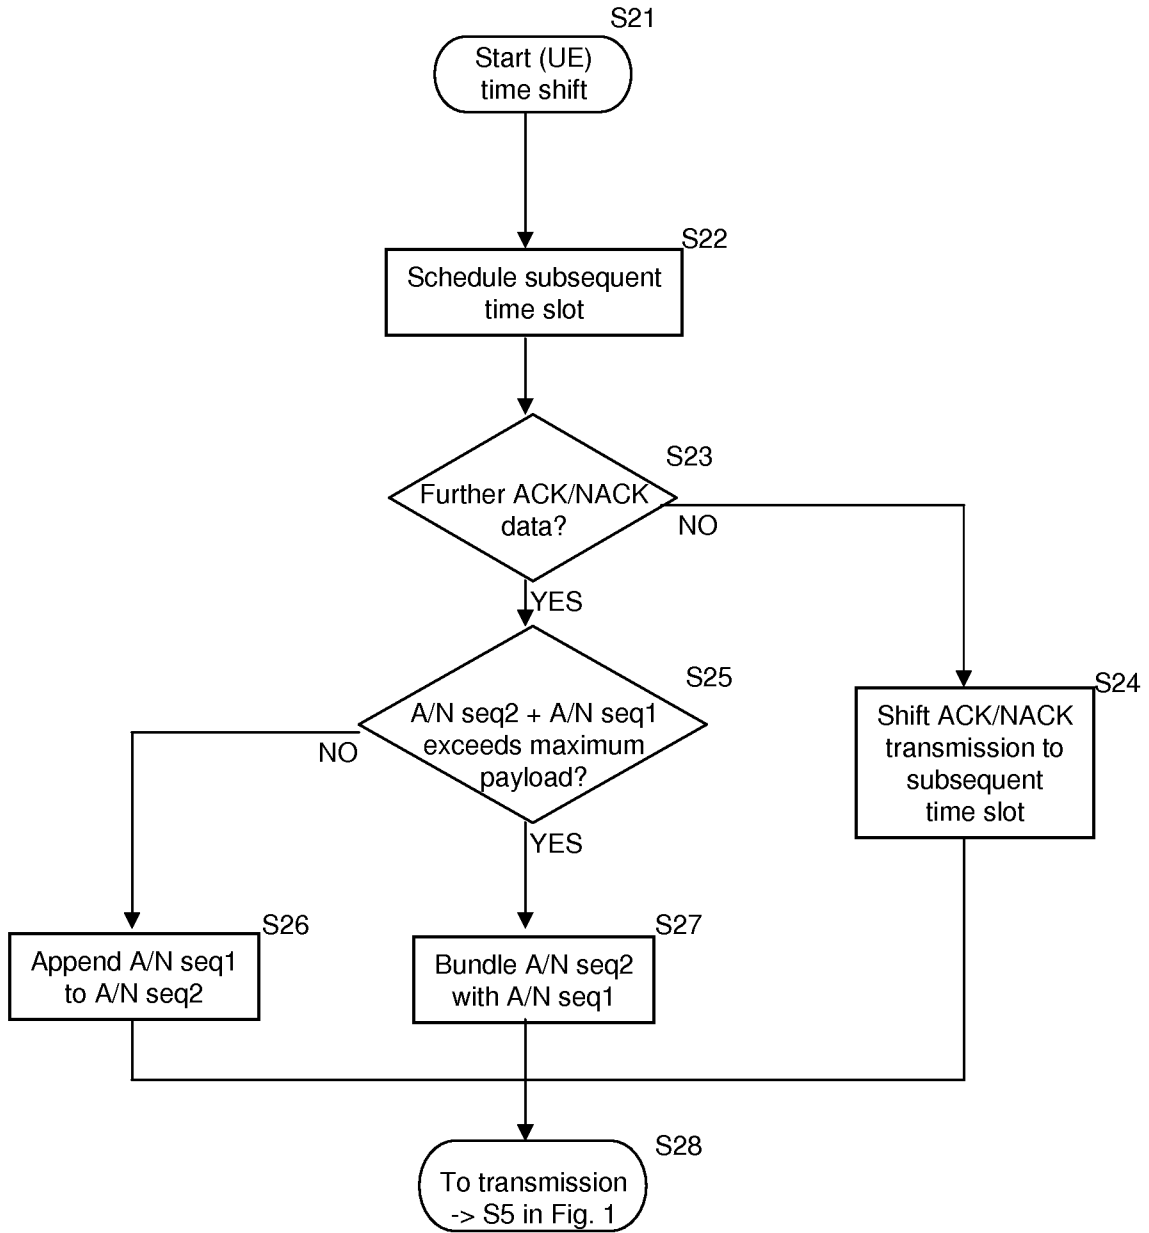 S21
Start (UE)
time shift
S22
Schedule subsequent
time slot
S23
Further ACK/NACK
data?
NO
YES
S25
A/N seq2 + A/N seq1
exceeds maximum
payload?
NO
YES
S24
Shift ACK/NACK
transmission to
subsequent
time slot
S26
Append A/N seq1
to A/N seq2
S27
Bundle A/N seq2
with A/N seq1
S28
To transmission
-> S5 in Fig. 1